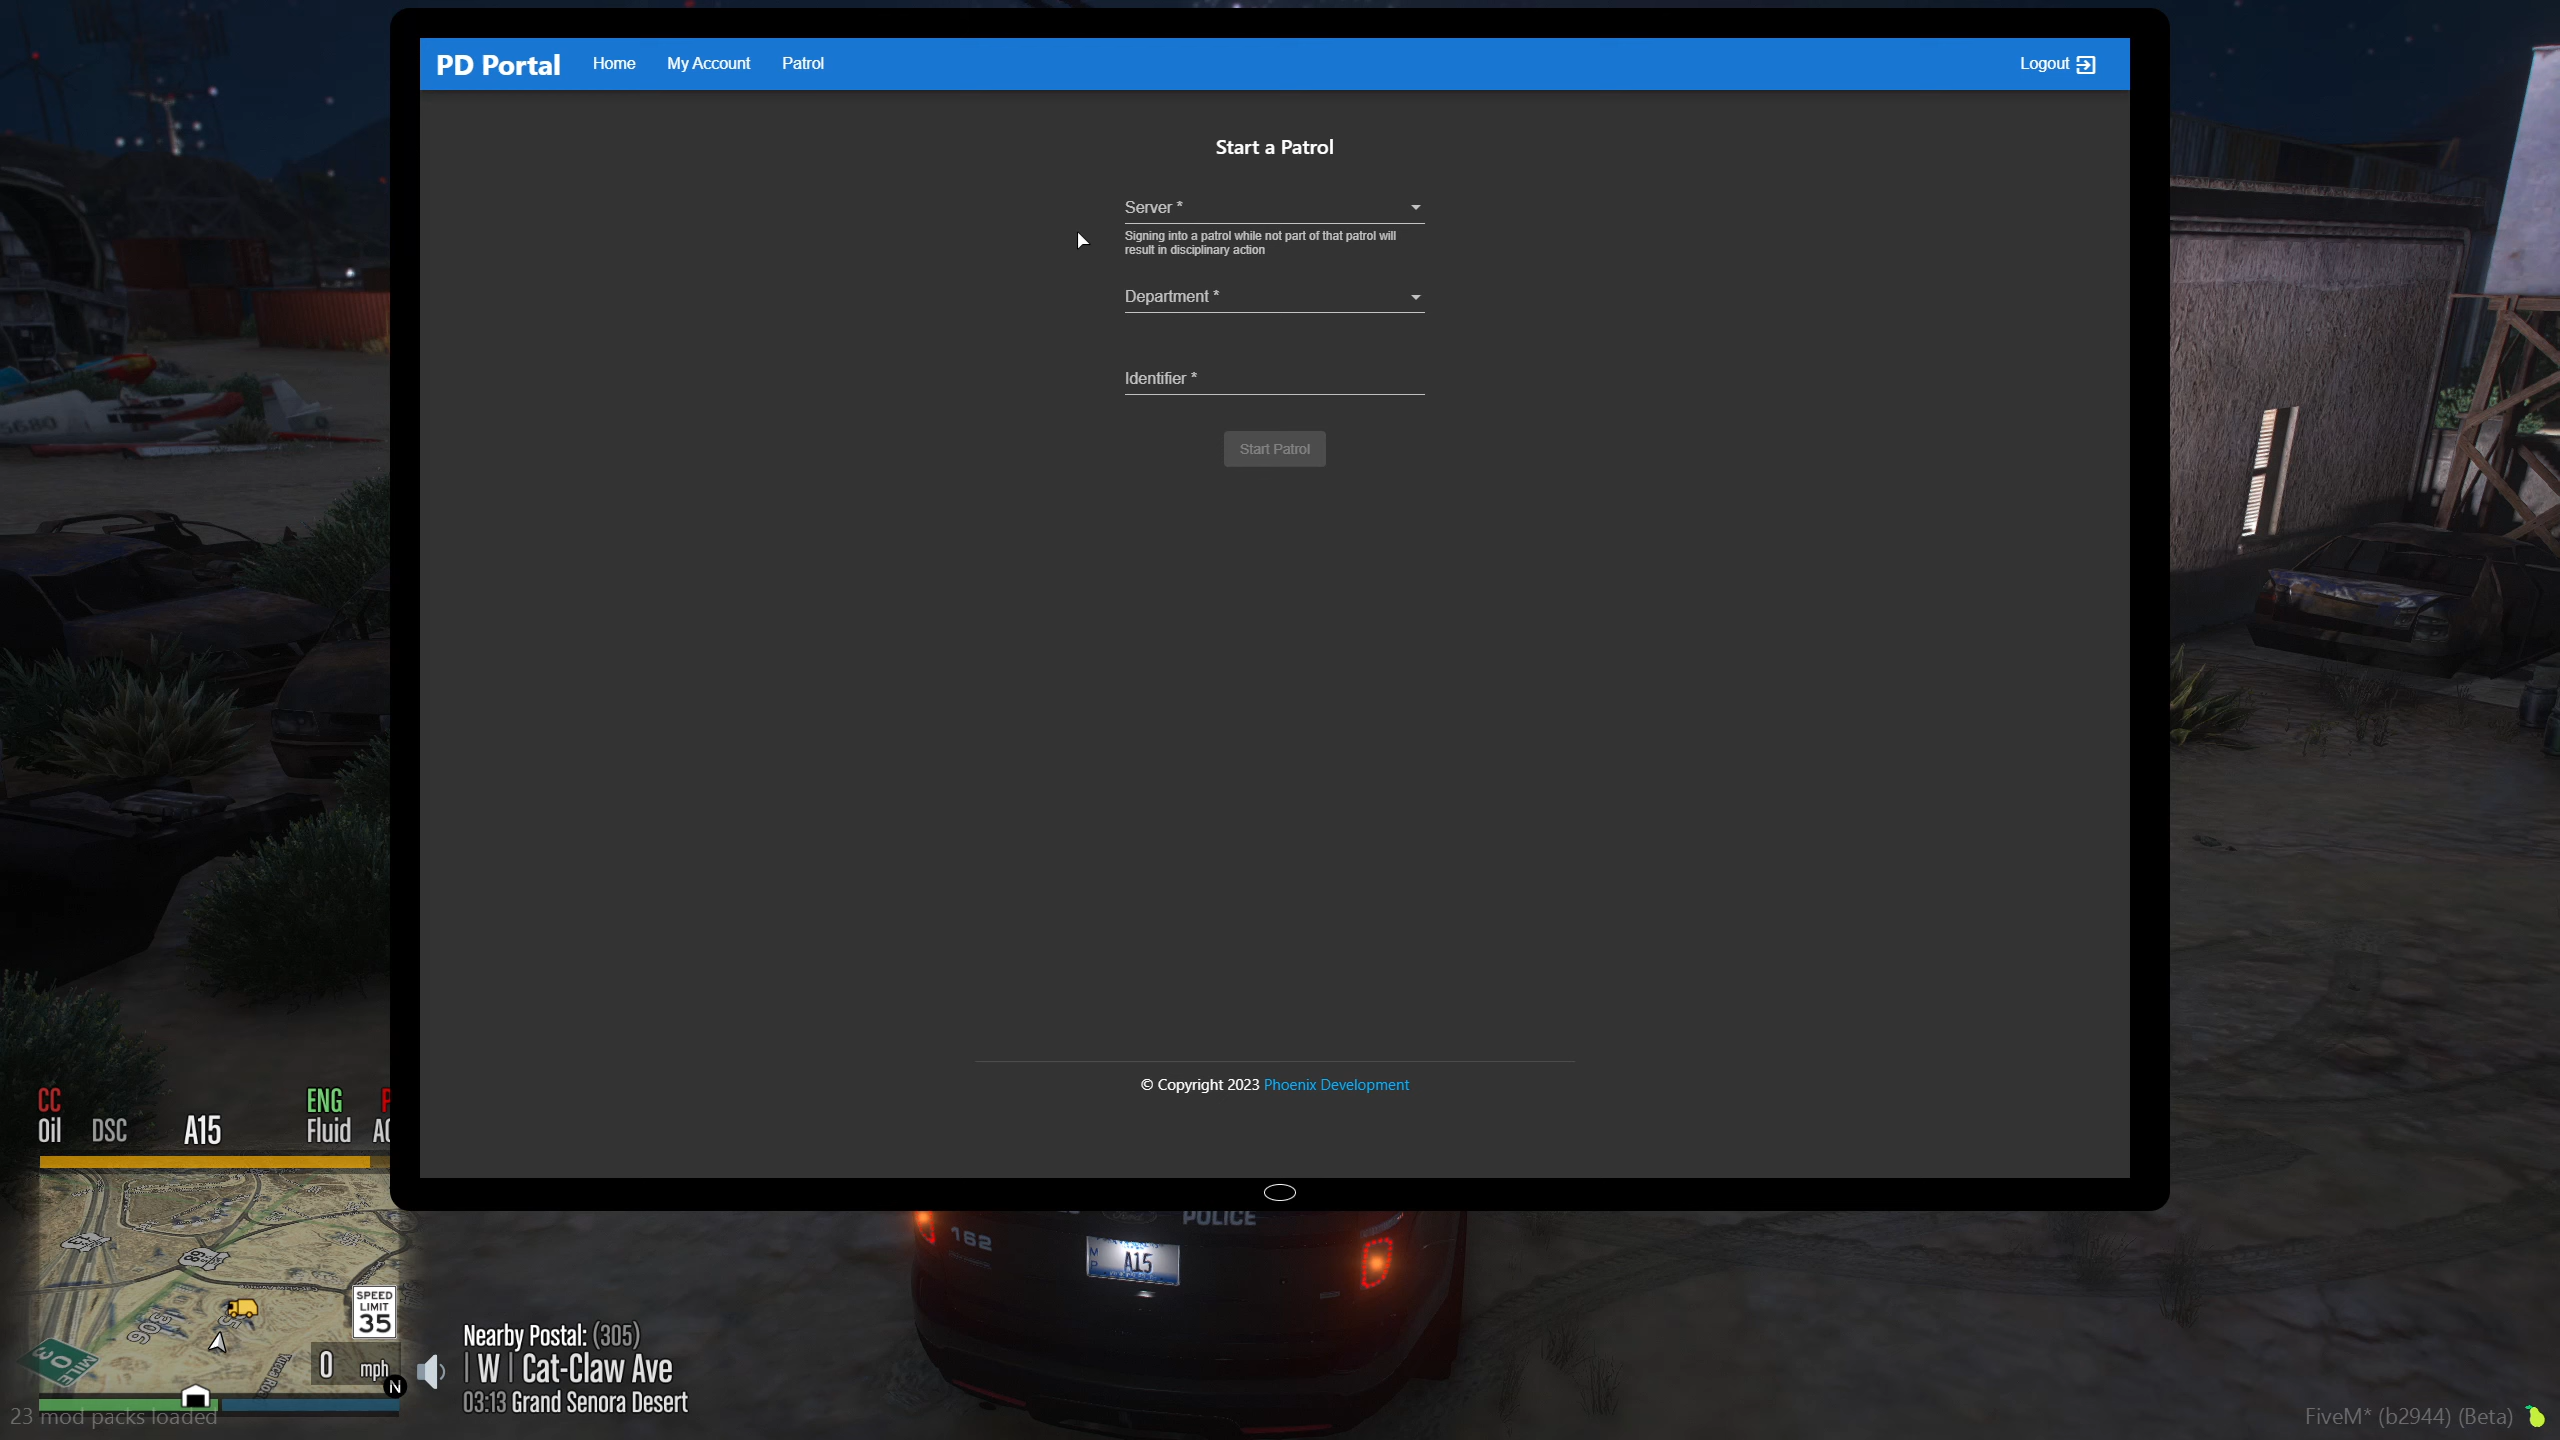 PD Portal
Home
My Account
Patrol
Logout
Start a Patrol
Server *
Signing into a patrol while not part of that patrol will
result in disciplinary action
Department *
Identifier *
Start Patrol
© Copyright 2023 Phoenix Development
5680
CC
ENG
Oil
DSC
A15
Fluid
POLICE
162
A15
SPEED
LIMIT
35
MILE
0 mph
N
Nearby Postal: (305)
| W | Cat-Claw Ave
03:13 Grand Senora Desert
23 mod packs loaded
FiveM* (b2944) (Beta)